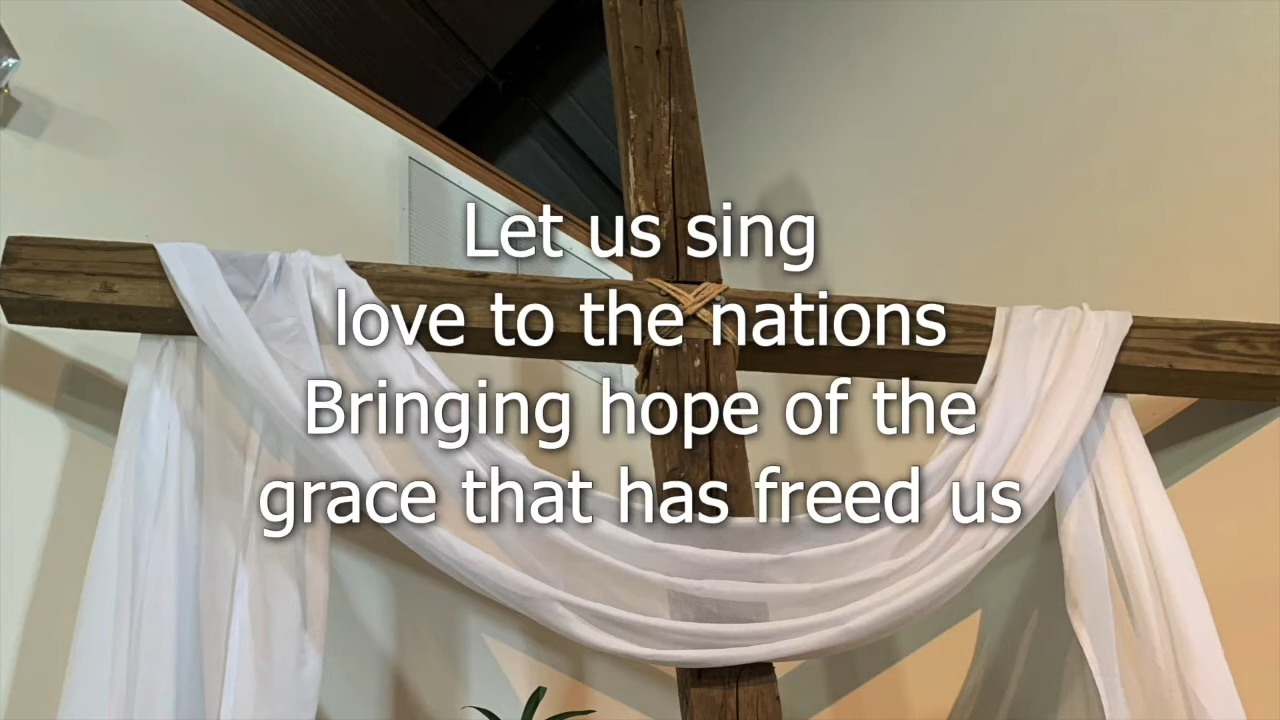 Let us sing
love to the nations
Bringing hope of the
grace that has freed us